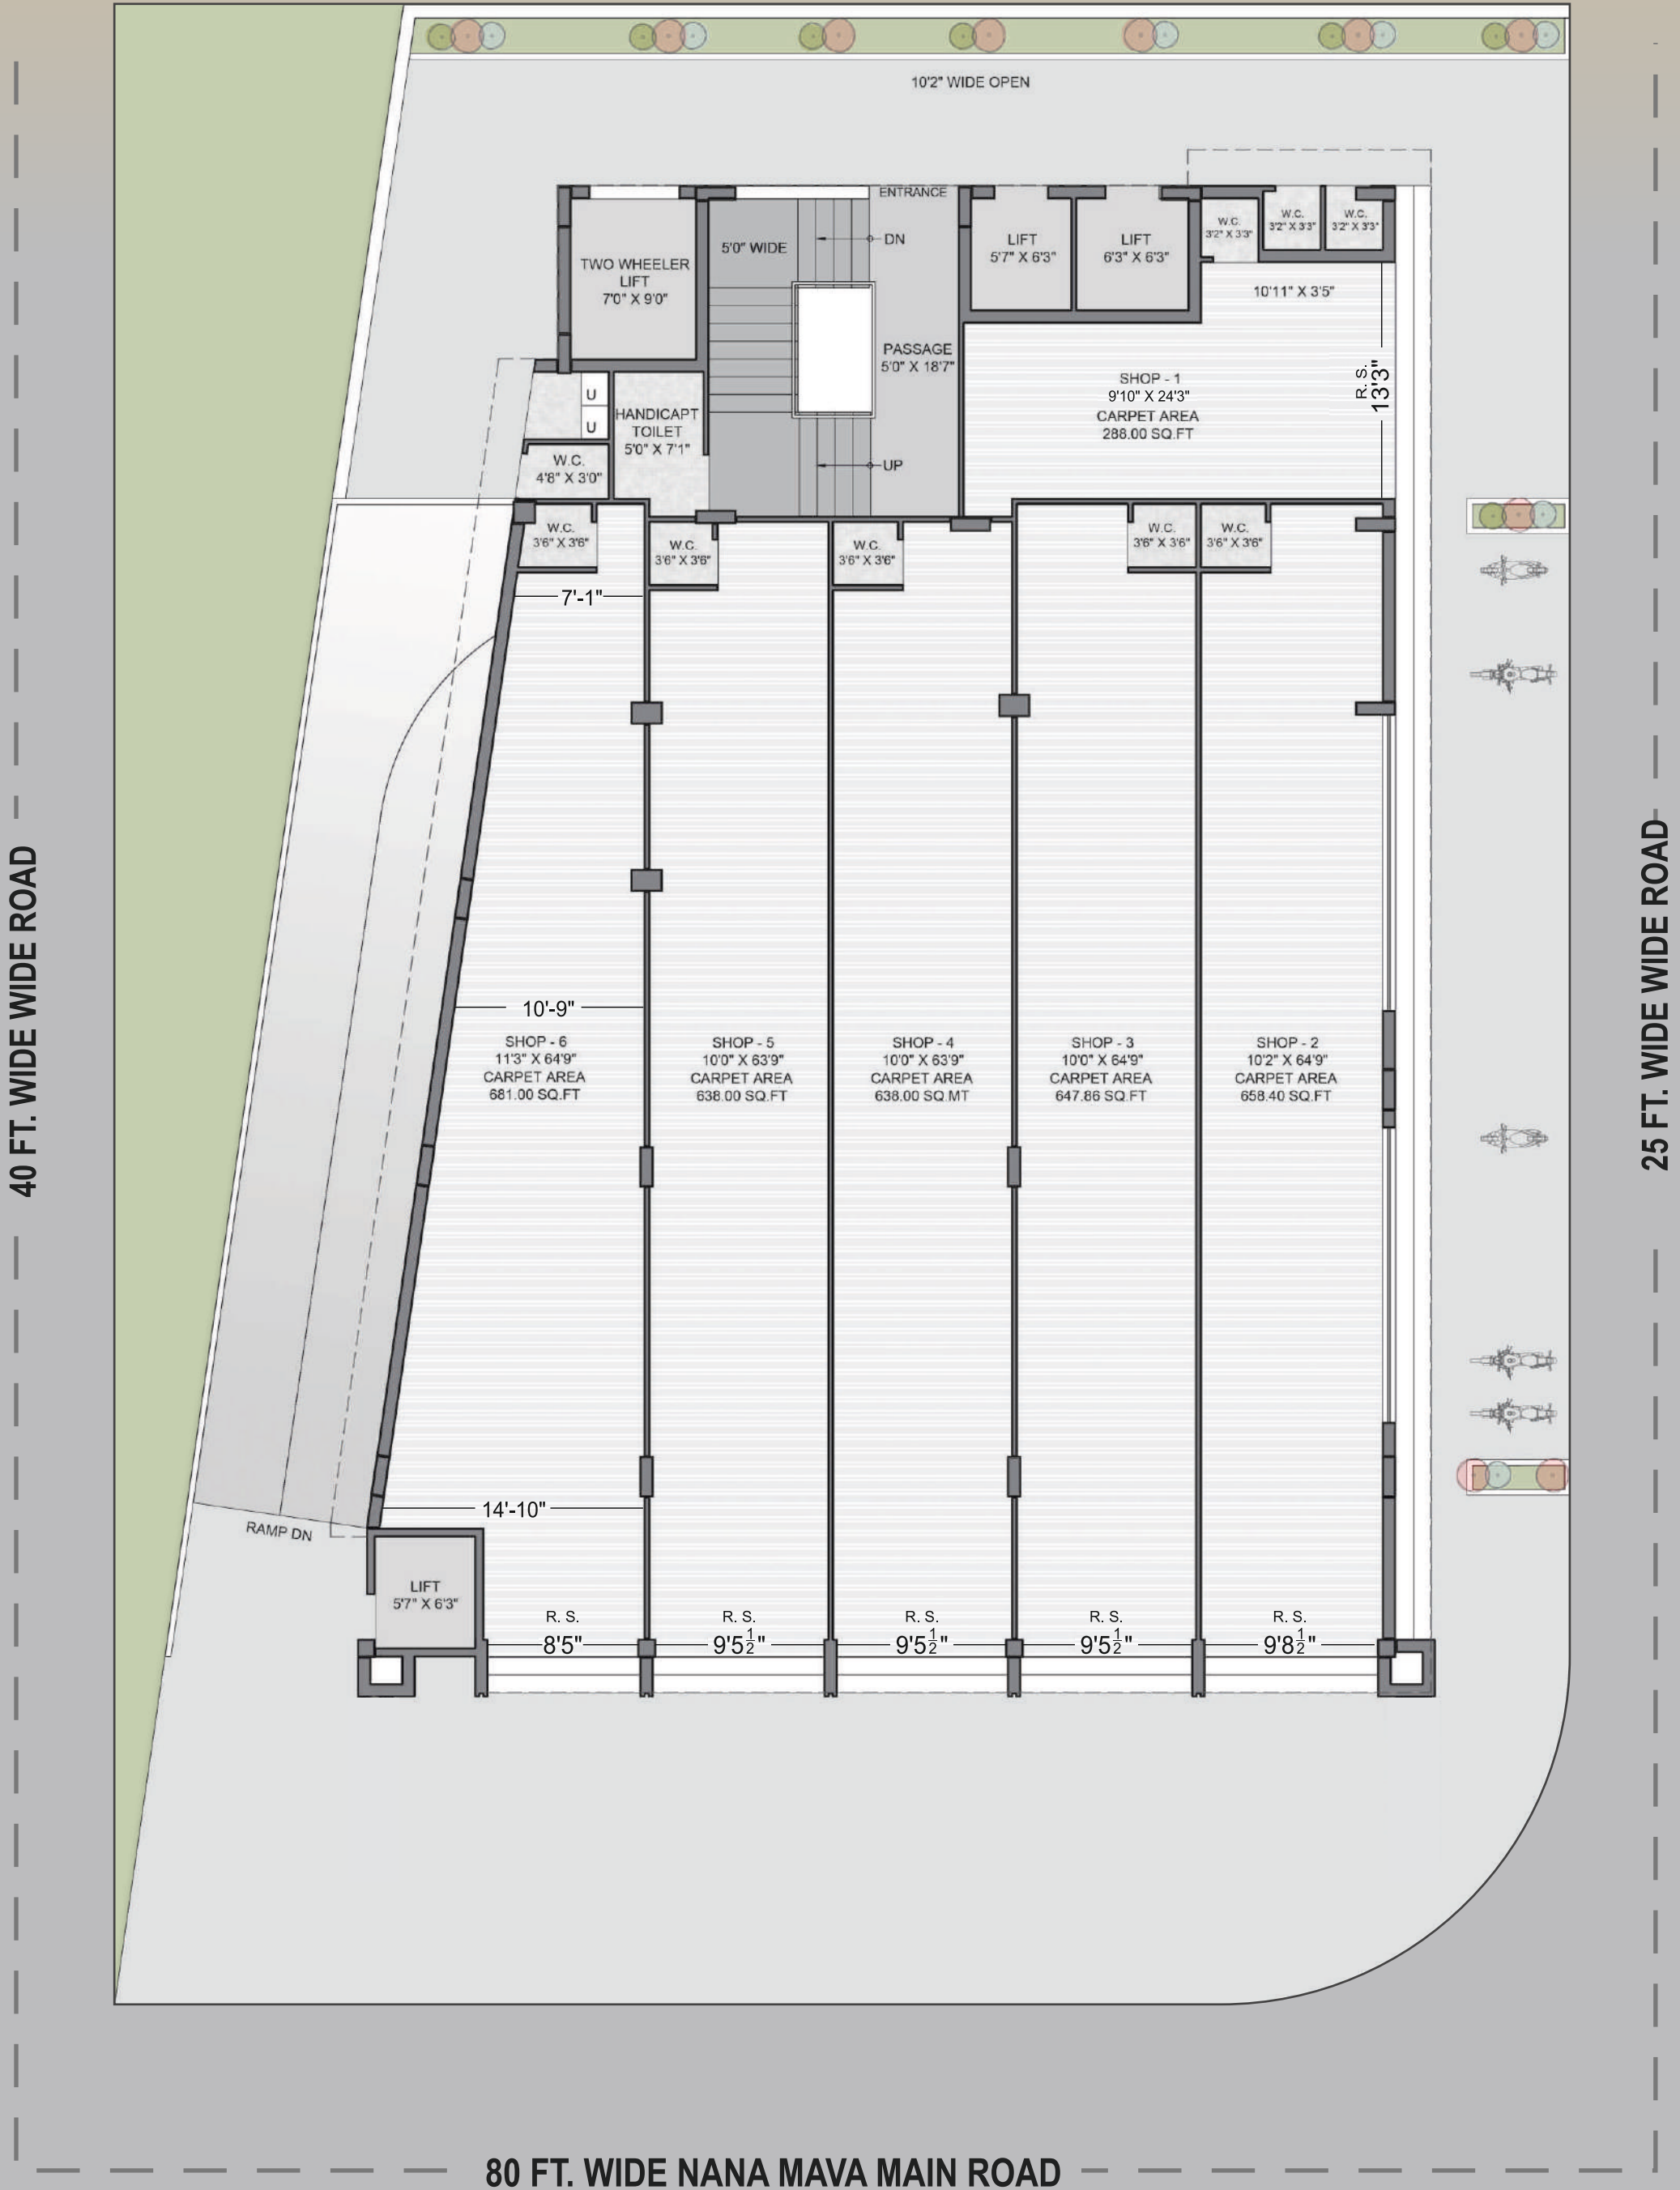 10'2" WIDE OPEN
ENTRANCE
TWO WHEELER
LIFT
7'0" X 9'0"
5'0" WIDE
DN
LIFT
5'7" X 6'3"
LIFT
6'3" X 6'3"
W.C.
3'2" X 3'3"
W.C.
3'2" X 3'3"
W.C.
3'2" X 3'3"
10'11" X 3'5"
PASSAGE
5'0" X 18'7"
SHOP - 1
9'10" X 24'3"
CARPET AREA
288.00 SQ.FT
R. S.
13'3"
U
U
HANDICAPT
TOILET
5'0" X 7'1"
W.C.
4'8" X 3'0"
UP
W.C.
3'6" X 3'6"
W.C.
3'6" X 3'6"
W.C.
3'6" X 3'6"
W.C.
3'6" X 3'6"
W.C.
3'6" X 3'6"
7'-1"
10'-9"
SHOP - 6
11'3" X 64'9"
CARPET AREA
681.00 SQ.FT
SHOP - 5
10'0" X 63'9"
CARPET AREA
638.00 SQ.FT
SHOP - 4
10'0" X 63'9"
CARPET AREA
638.00 SQ.MT
SHOP - 3
10'0" X 64'9"
CARPET AREA
647.86 SQ.FT
SHOP - 2
10'2" X 64'9"
CARPET AREA
658.40 SQ.FT
14'-10"
RAMP DN
LIFT
5'7" X 6'3"
R. S.
8'5"
R. S.
9'5 1/2"
R. S.
9'5 1/2"
R. S.
9'5 1/2"
R. S.
9'8 1/2"
40 FT. WIDE WIDE ROAD
25 FT. WIDE WIDE ROAD
80 FT. WIDE NANA MAVA MAIN ROAD